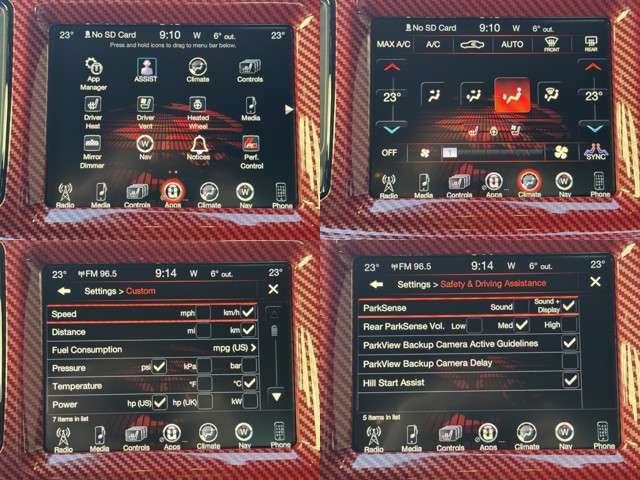 23° No SD Card 9:10 W 6° out. 23°
Press and hold icons to drag to menu bar below.
App Manager ASSIST Climate Controls
Driver Heat Driver Vent Heated Wheel Media
Mirror Dimmer Nav Notices Perf. Control
Radio Media Controls Apps Climate Nav Phone
No SD Card 9:10 W 6° out.
MAX A/C A/C AUTO FRONT REAR
23° 23°
OFF 1 SYNC
Radio Media Controls Apps Climate Nav Phone
23° FM 96.5 9:14 W 6° out. 23°
Settings > Custom
Speed mph km/h
Distance mi km
Fuel Consumption mpg (US)
Pressure psi kPa bar
Temperature °F °C
Power hp (US) hp (UK) kW
7 items in list
Radio Media Controls Apps Climate Nav Phone
23° FM 96.5 9:14 W 6° out. 23°
Settings > Safety & Driving Assistance
ParkSense Sound Sound + Display
Rear ParkSense Vol. Low Med High
ParkView Backup Camera Active Guidelines
ParkView Backup Camera Delay
Hill Start Assist
5 items in list
Radio Media Controls Apps Climate Nav Phone